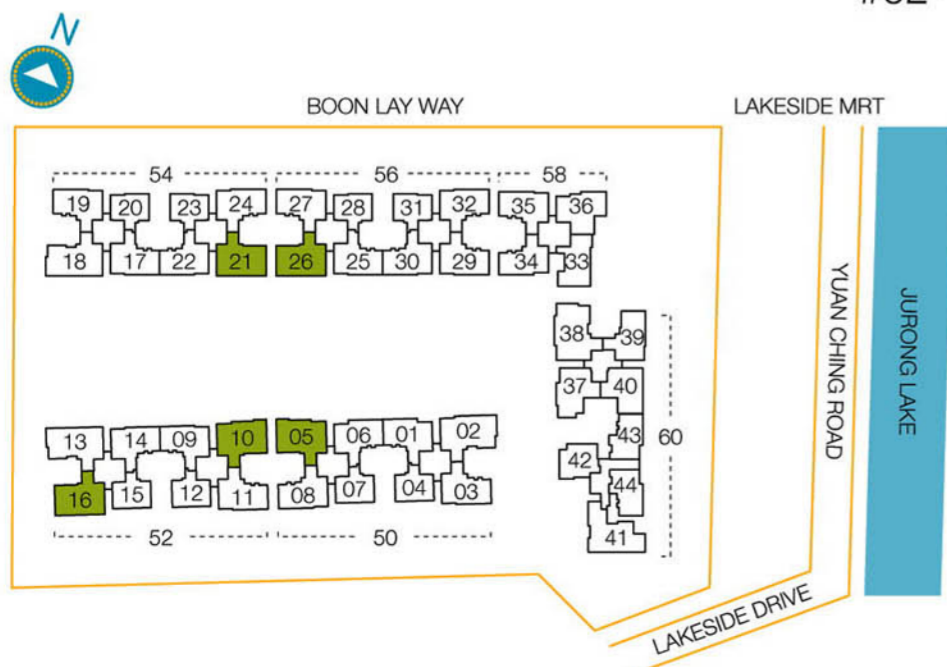 N
BOON LAY WAY
LAKESIDE MRT
54 56 58
19 20 23 24 27 28 31 32 35 36
18 17 22 21 26 25 30 29 34 33
38 39
37 40
43
42
44
41
60
13 14 09 10 05 06 01 02
16 15 12 11 08 07 04 03
52 50
YUAN CHING ROAD
JURONG LAKE
LAKESIDE DRIVE